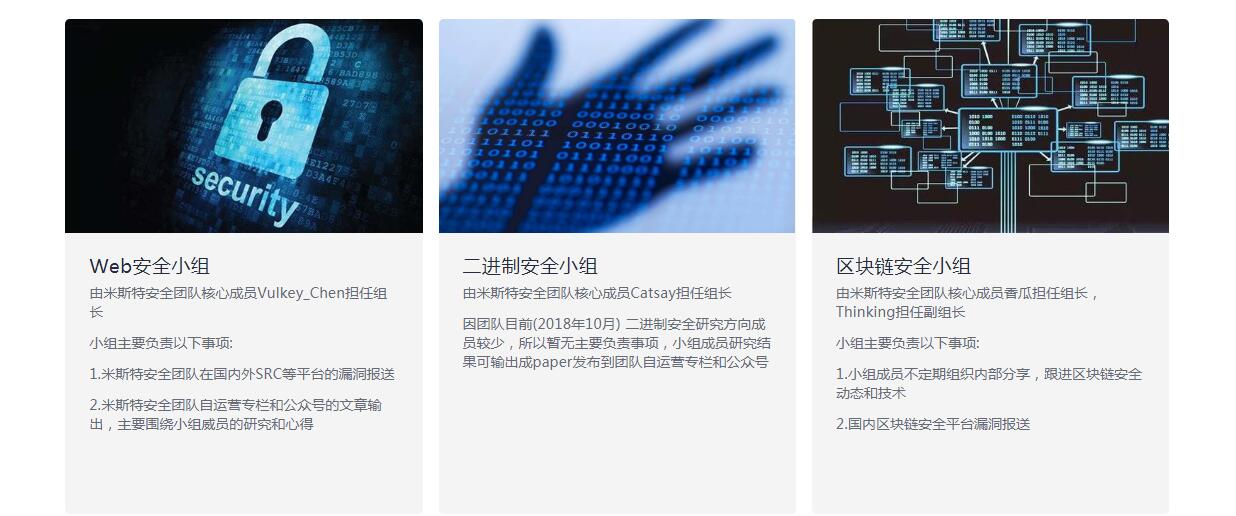 security
Web安全小组
由米斯特安全团队核心成员Vulkey_Chen担任组
长
小组主要负责以下事项:
1.米斯特安全团队在国内外SRC等平台的漏洞报送
2.米斯特安全团队自运营专栏和公众号的文章输
出，主要围绕小组威员的研究和心得
二进制安全小组
由米斯特安全团队核心成员Catsay担任组长
因团队目前(2018年10月) 二进制安全研究方向成
员较少，所以暂无主要负责事项，小组成员研究结
果可输出成paper发布到团队自运营专栏和公众号
区块链安全小组
由米斯特安全团队核心成员香瓜担任组长，
Thinking担任副组长
小组主要负责以下事项:
1.小组成员不定期组织内部分享，跟进区块链安全
动态和技术
2.国内区块链安全平台漏洞报送